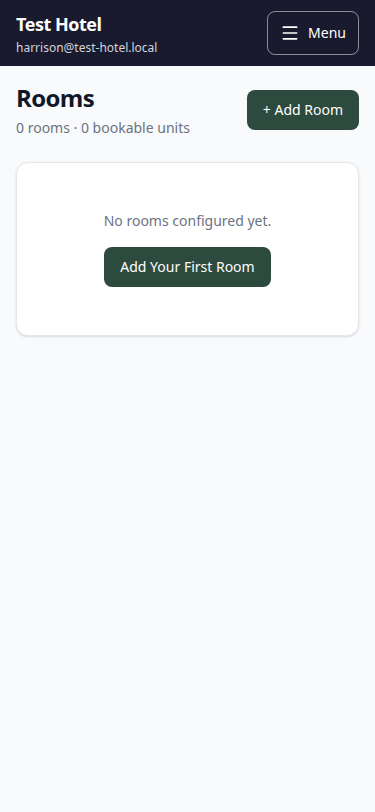 Test Hotel
harrison@test-hotel.local
Menu
Rooms
0 rooms · 0 bookable units
+ Add Room
No rooms configured yet.
Add Your First Room